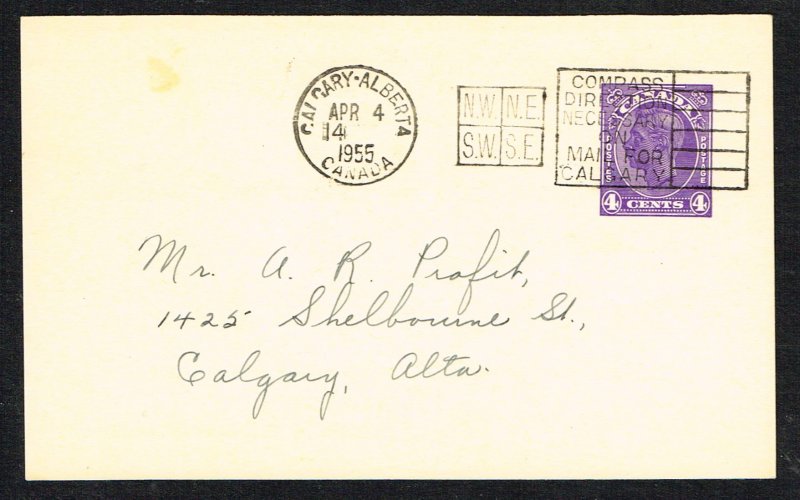 CALGARY-ALBERTA
APR 4
14
1955
CANADA
N.W. N.E.
S.W. S.E.
COMPASS
DIRECTION
NECESSARY
ON
MAIL FOR
CALGARY
CANADA
POSTES POSTAGE
4 CENTS 4
Mr. A. R. Profit,
1425 Shelbourne St.,
Calgary, Alta.